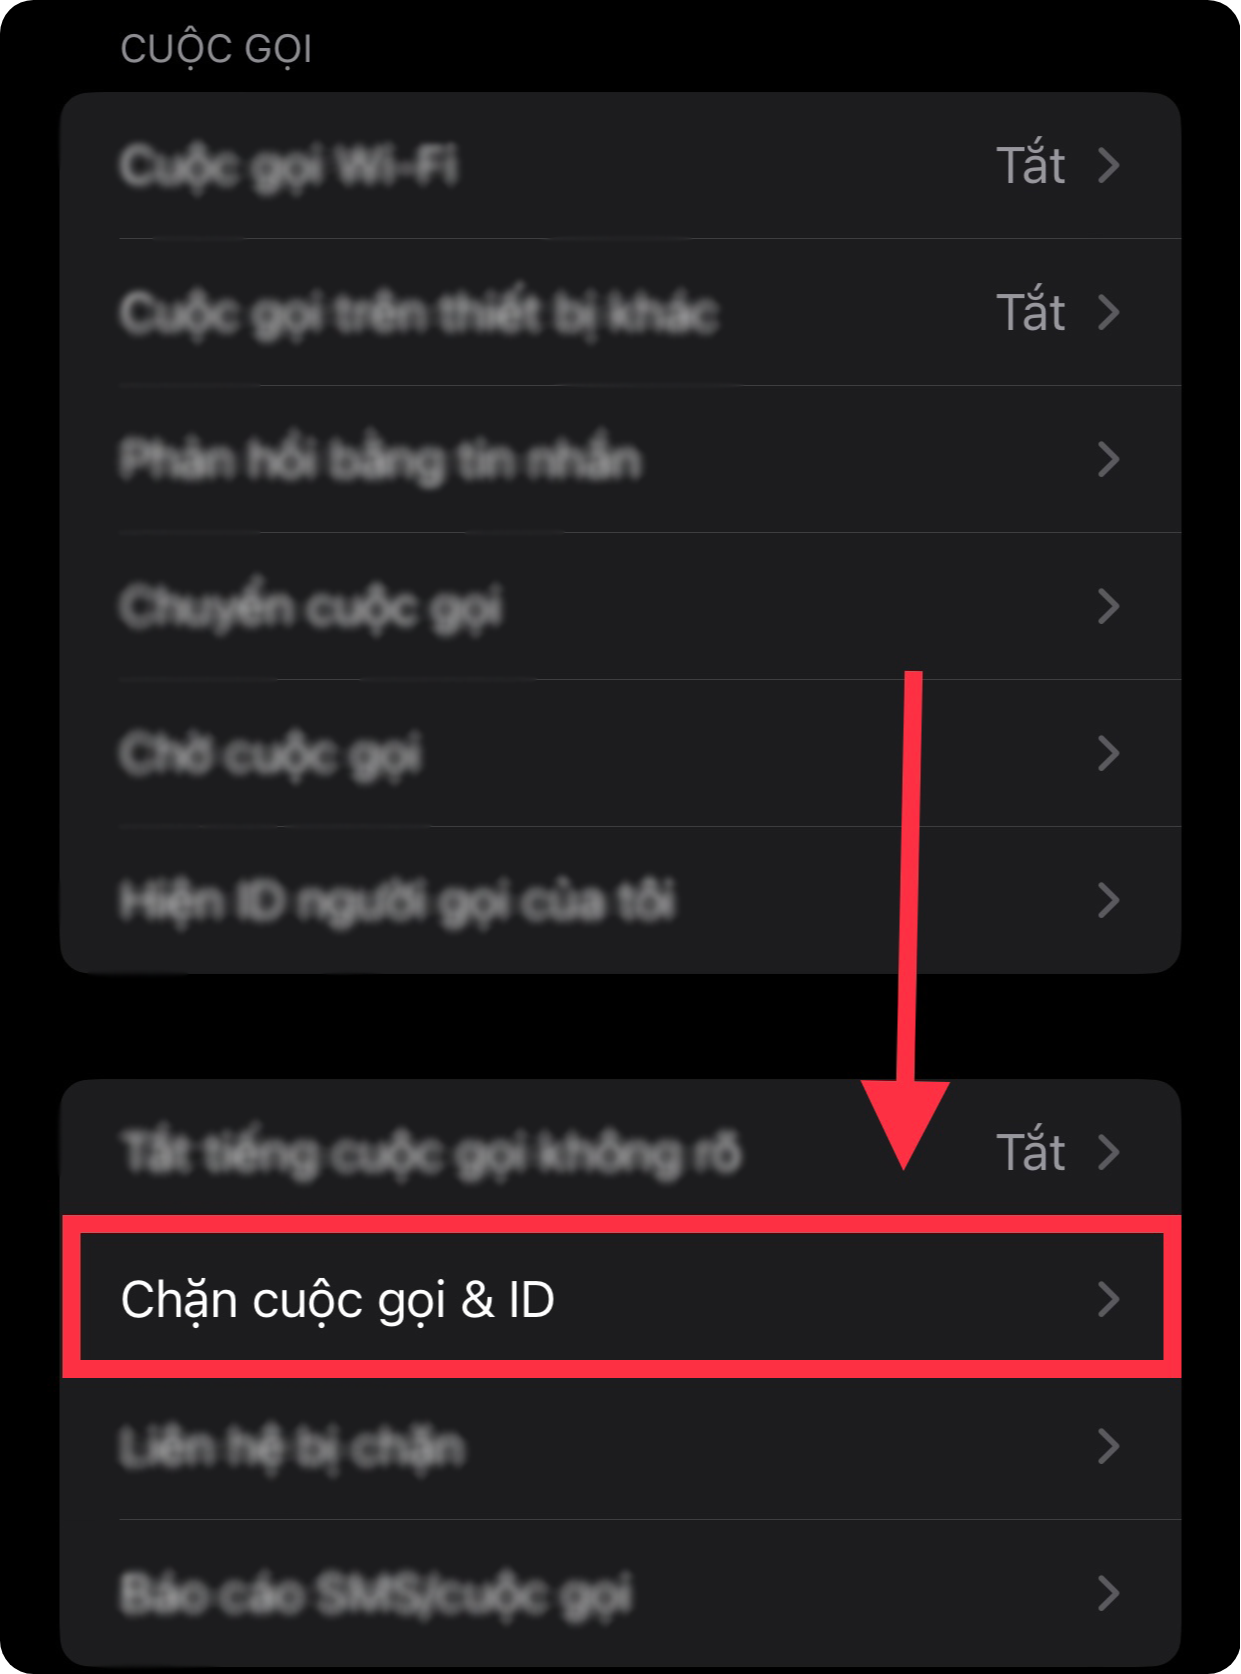 CUỘC GỌI
Cuộc gọi Wi-Fi Tắt
Cuộc gọi trên thiết bị khác Tắt
Phản hồi bằng tin nhắn
Chuyển cuộc gọi
Chờ cuộc gọi
Hiện ID người gọi của tôi
Tắt tiếng cuộc gọi không rõ Tắt
Chặn cuộc gọi & ID
Liên hệ bị chặn
Báo cáo SMS/cuộc gọi